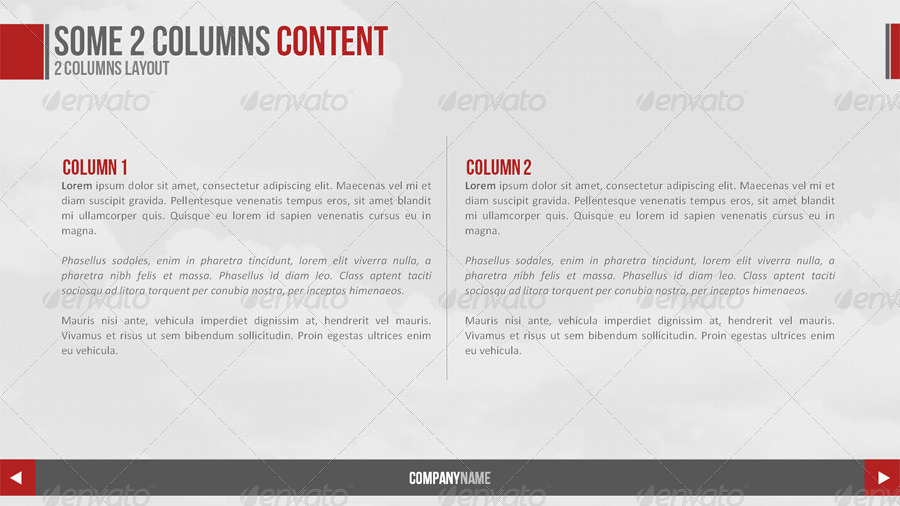 SOME 2 COLUMNS CONTENT
2 COLUMNS LAYOUT
envato envato envato envato envato
COLUMN 1
Lorem ipsum dolor sit amet, consectetur adipiscing elit. Maecenas vel mi et
diam suscipit gravida. Pellentesque venenatis tempus eros, sit amet blandit
mi ullamcorper quis. Quisque eu lorem id sapien venenatis cursus eu in
magna.
Phasellus sodales, enim in pharetra tincidunt, lorem elit viverra nulla, a
pharetra nibh felis et massa. Phasellus id diam leo. Class aptent taciti
sociosqu ad litora torquent per conubia nostra, per inceptos himenaeos.
Mauris nisi ante, vehicula imperdiet dignissim at, hendrerit vel mauris.
Vivamus et risus ut sem bibendum sollicitudin. Proin egestas ultrices enim
eu vehicula.
COLUMN 2
Lorem ipsum dolor sit amet, consectetur adipiscing elit. Maecenas vel mi et
diam suscipit gravida. Pellentesque venenatis tempus eros, sit amet blandit
mi ullamcorper quis. Quisque eu lorem id sapien venenatis cursus eu in
magna.
Phasellus sodales, enim in pharetra tincidunt, lorem elit viverra nulla, a
pharetra nibh felis et massa. Phasellus id diam leo. Class aptent taciti
sociosqu ad litora torquent per conubia nostra, per inceptos himenaeos.
Mauris nisi ante, vehicula imperdiet dignissim at, hendrerit vel mauris.
Vivamus et risus ut sem bibendum sollicitudin. Proin egestas ultrices enim
eu vehicula.
COMPANYNAME